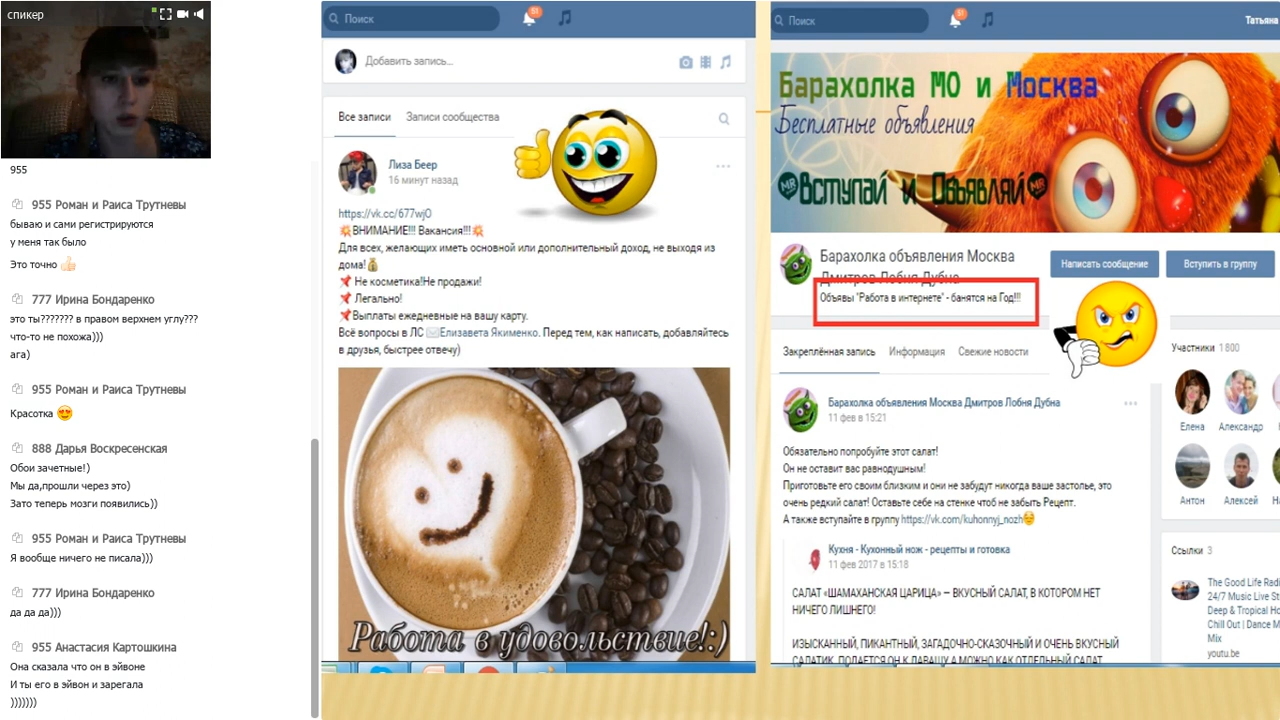 спикер
955
955 Роман и Раиса Трутневы
бываю и сами регистрируются
у меня так было
Это точно
777 Ирина Бондаренко
это ты??????? в правом верхнем углу???
что-то не похожа)))
ага)
955 Роман и Раиса Трутневы
Красотка
888 Дарья Воскресенская
Обои зачетные!)
Мы да,прошли через это)
Зато теперь мозги появились))
955 Роман и Раиса Трутневы
Я вообще ничего не писала)))
777 Ирина Бондаренко
да да да)))
955 Анастасия Картошкина
Она сказала что он в эйвоне
И ты его в эйвон и зарегала
)))))))
Поиск
51
Добавить запись...
Все записи
Записи сообщества
Лиза Беер
16 минут назад
https://vk.cc/677wjO
ВНИМАНИЕ!!! Вакансия!!!
Для всех, желающих иметь основной или дополнительный доход, не выходя из
дома!
Не косметика!Не продажи!
Легально!
Выплаты ежедневные на вашу карту.
Всё вопросы в ЛС Елизавета Якименко. Перед тем, как написать, добавляйтесь
в друзья, быстрее отвечу)
Работа в удовольствие!:)
Поиск
51
Татьяна
Барахолка МО и Москва
Бесплатные объявления
Вступай и Объявляй
Барахолка объявления Москва
Дмитров Лобня Дубна
Объявы "Работа в интернете" - банятся на Год!!!
Написать сообщение
Вступить в группу
Закреплённая запись
Информация
Свежие новости
Барахолка объявления Москва Дмитров Лобня Дубна
11 фев в 15:21
Обязательно попробуйте этот салат!
Он не оставит вас равнодушным!
Приготовьте его своим близким и они не забудут никогда ваше застолье, это
очень редкий салат! Оставьте себе на стенке чтоб не забыть Рецепт.
А также вступайте в группу https://vk.com/kuhonnyj_nozh
Кухня - Кухонный нож - рецепты и готовка
11 фев 2017 в 15:18
САЛАТ «ШАМАХАНСКАЯ ЦАРИЦА» – ВКУСНЫЙ САЛАТ, В КОТОРОМ НЕТ
НИЧЕГО ЛИШНЕГО!
ИЗЫСКАННЫЙ, ПИКАНТНЫЙ, ЗАГАДОЧНО-СКАЗОЧНЫЙ И ОЧЕНЬ ВКУСНЫЙ
САЛАТИК. ПОДАЕТСЯ ОН К ЛАВАШУ А МОЖНО КАК ОТДЕЛЬНЫЙ САЛАТ
Участники 1 800
Елена
Александр
Антон
Алексей
Ссылки 3
The Good Life Radi
24/7 Music Live St
Deep & Tropical Ho
Chill Out | Dance M
Mix
youtu.be